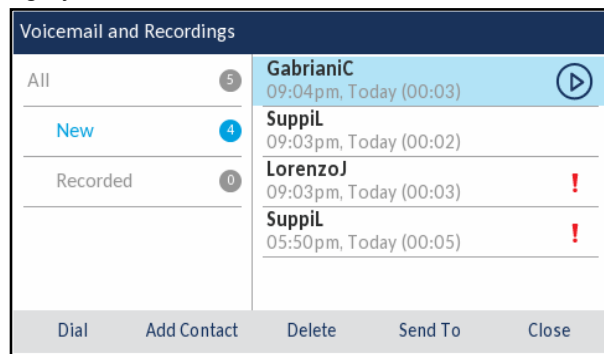 Voicemail and Recordings
All 5
New 4
Recorded 0
GabrianiC
09:04pm, Today (00:03)
SuppiL
09:03pm, Today (00:02)
LorenzoJ
09:03pm, Today (00:03) !
SuppiL
05:50pm, Today (00:05) !
Dial Add Contact Delete Send To Close